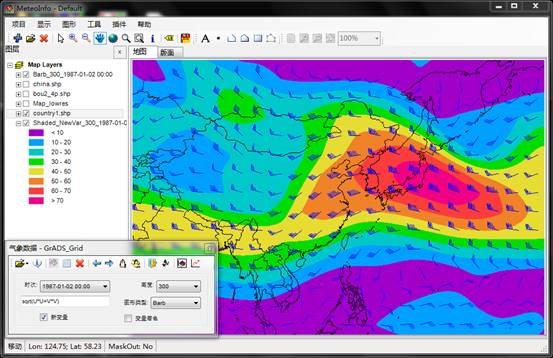 MeteoInfo - Default
项目 显示 图形 工具 插件 帮助
100%
图层
地图 版面
Map Layers
Barb_300_1987-01-02 00:00
china.shp
bou2_4p.shp
Map_lowres
country1.shp
Shaded_NewVar_300_1987-01-0
< 10
10 - 20
20 - 30
30 - 40
40 - 50
50 - 60
60 - 70
> 70
气象数据 - GrADS_Grid
时次: 1987-01-02 00:00 高度: 300
sqrt(U*U+V*V) 图形类型: Barb
新变量 变量着色
移动 Lon: 124.75; Lat: 58.23 MaskOut: No